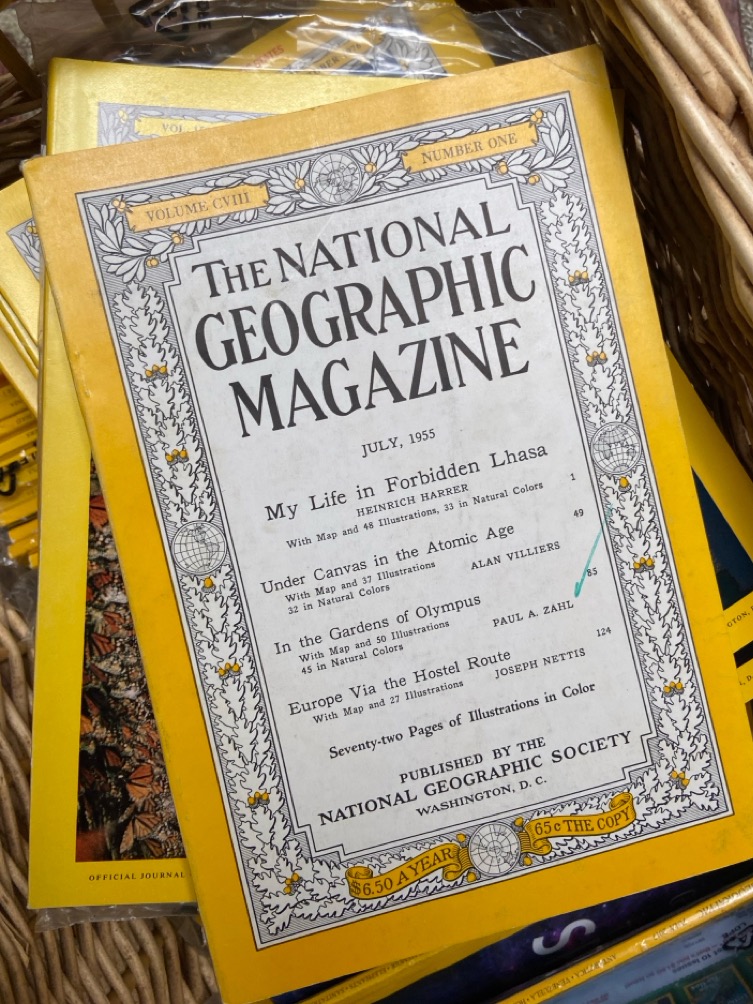 VOLUME CVIII
NUMBER ONE
THE NATIONAL
GEOGRAPHIC
MAGAZINE
JULY, 1955
My Life in Forbidden Lhasa 1
HEINRICH HARRER
With Map and 48 Illustrations, 33 in Natural Colors
Under Canvas in the Atomic Age 49
With Map and 37 Illustrations ALAN VILLIERS
32 in Natural Colors
In the Gardens of Olympus 85
With Map and 50 Illustrations PAUL A. ZAHL
45 in Natural Colors
Europe Via the Hostel Route 124
With Map and 27 Illustrations JOSEPH NETTIS
Seventy-two Pages of Illustrations in Color
PUBLISHED BY THE
NATIONAL GEOGRAPHIC SOCIETY
WASHINGTON, D. C.
$6.50 A YEAR
65c THE COPY
VOL.
OFFICIAL JOURNAL